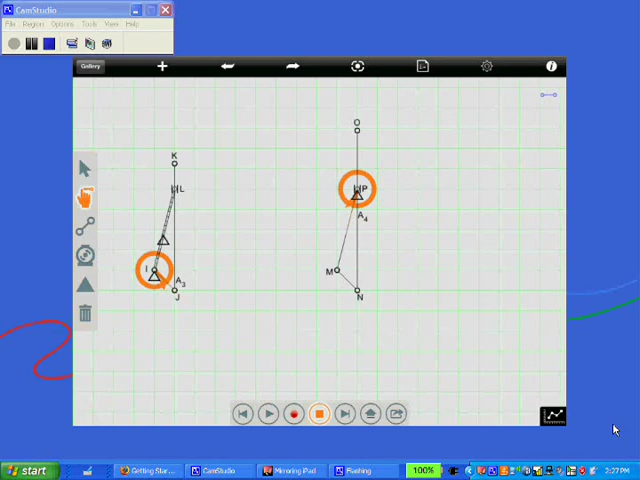 CamStudio
File Region Options Tools View Help
Gallery
O
K
L
P
A4
I
M
A3
J
N
start
Getting Star...
CamStudio
Mirroring iPad
Flashing
100%
2:27 PM